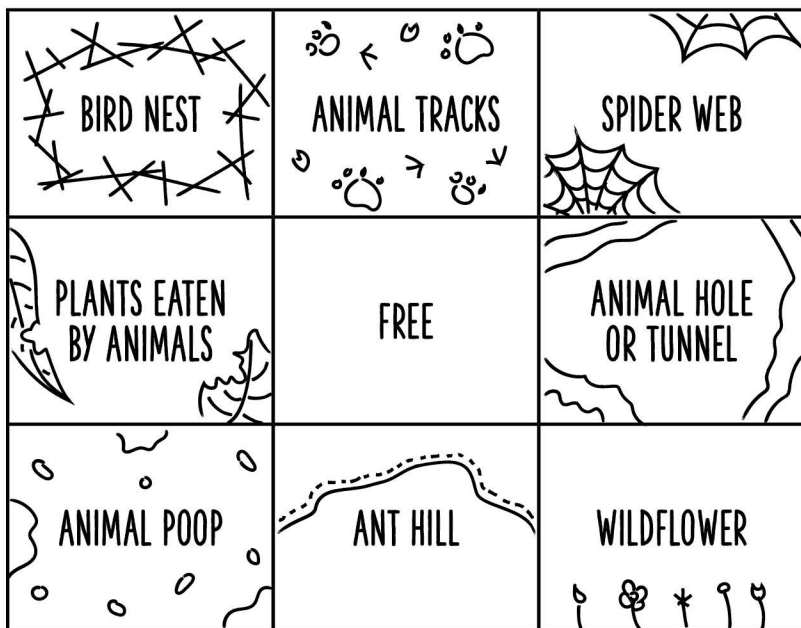 BIRD NEST
ANIMAL TRACKS
SPIDER WEB
PLANTS EATEN
BY ANIMALS
FREE
ANIMAL HOLE
OR TUNNEL
ANIMAL POOP
ANT HILL
WILDFLOWER